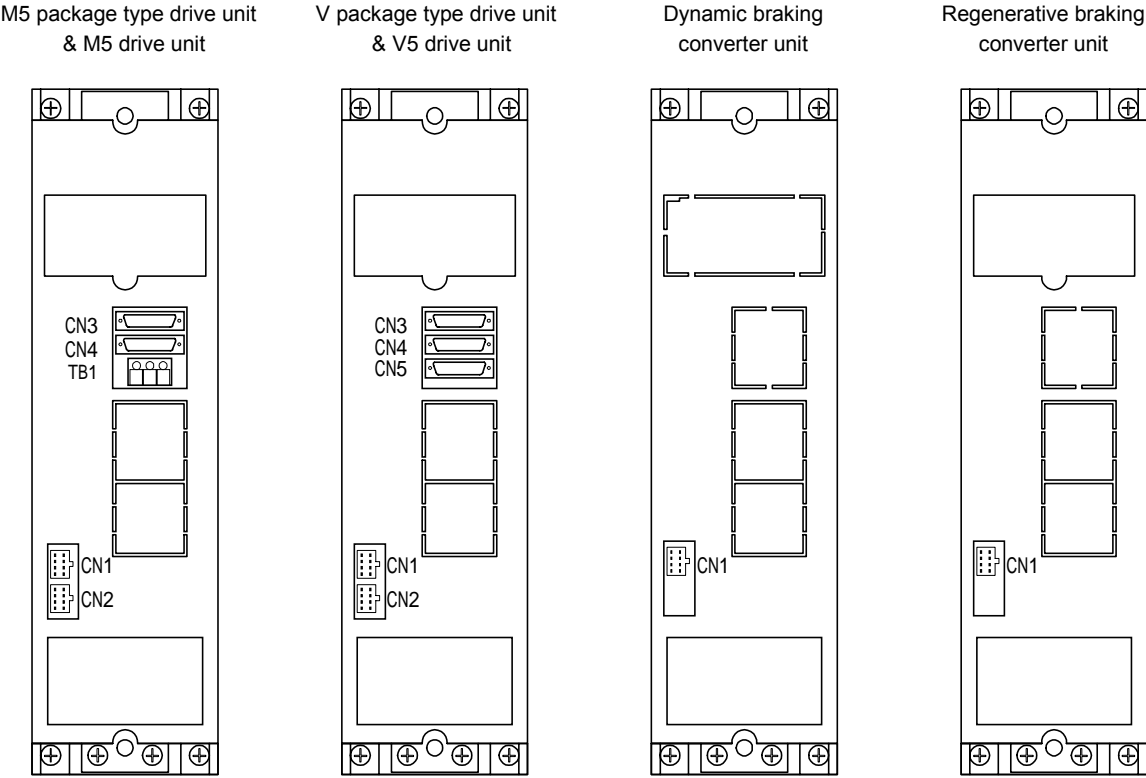 M5 package type drive unit
& M5 drive unit
V package type drive unit
& V5 drive unit
Dynamic braking
converter unit
Regenerative braking
converter unit
CN3
CN4
TB1
CN1
CN2
CN3
CN4
CN5
CN1
CN2
CN1
CN1